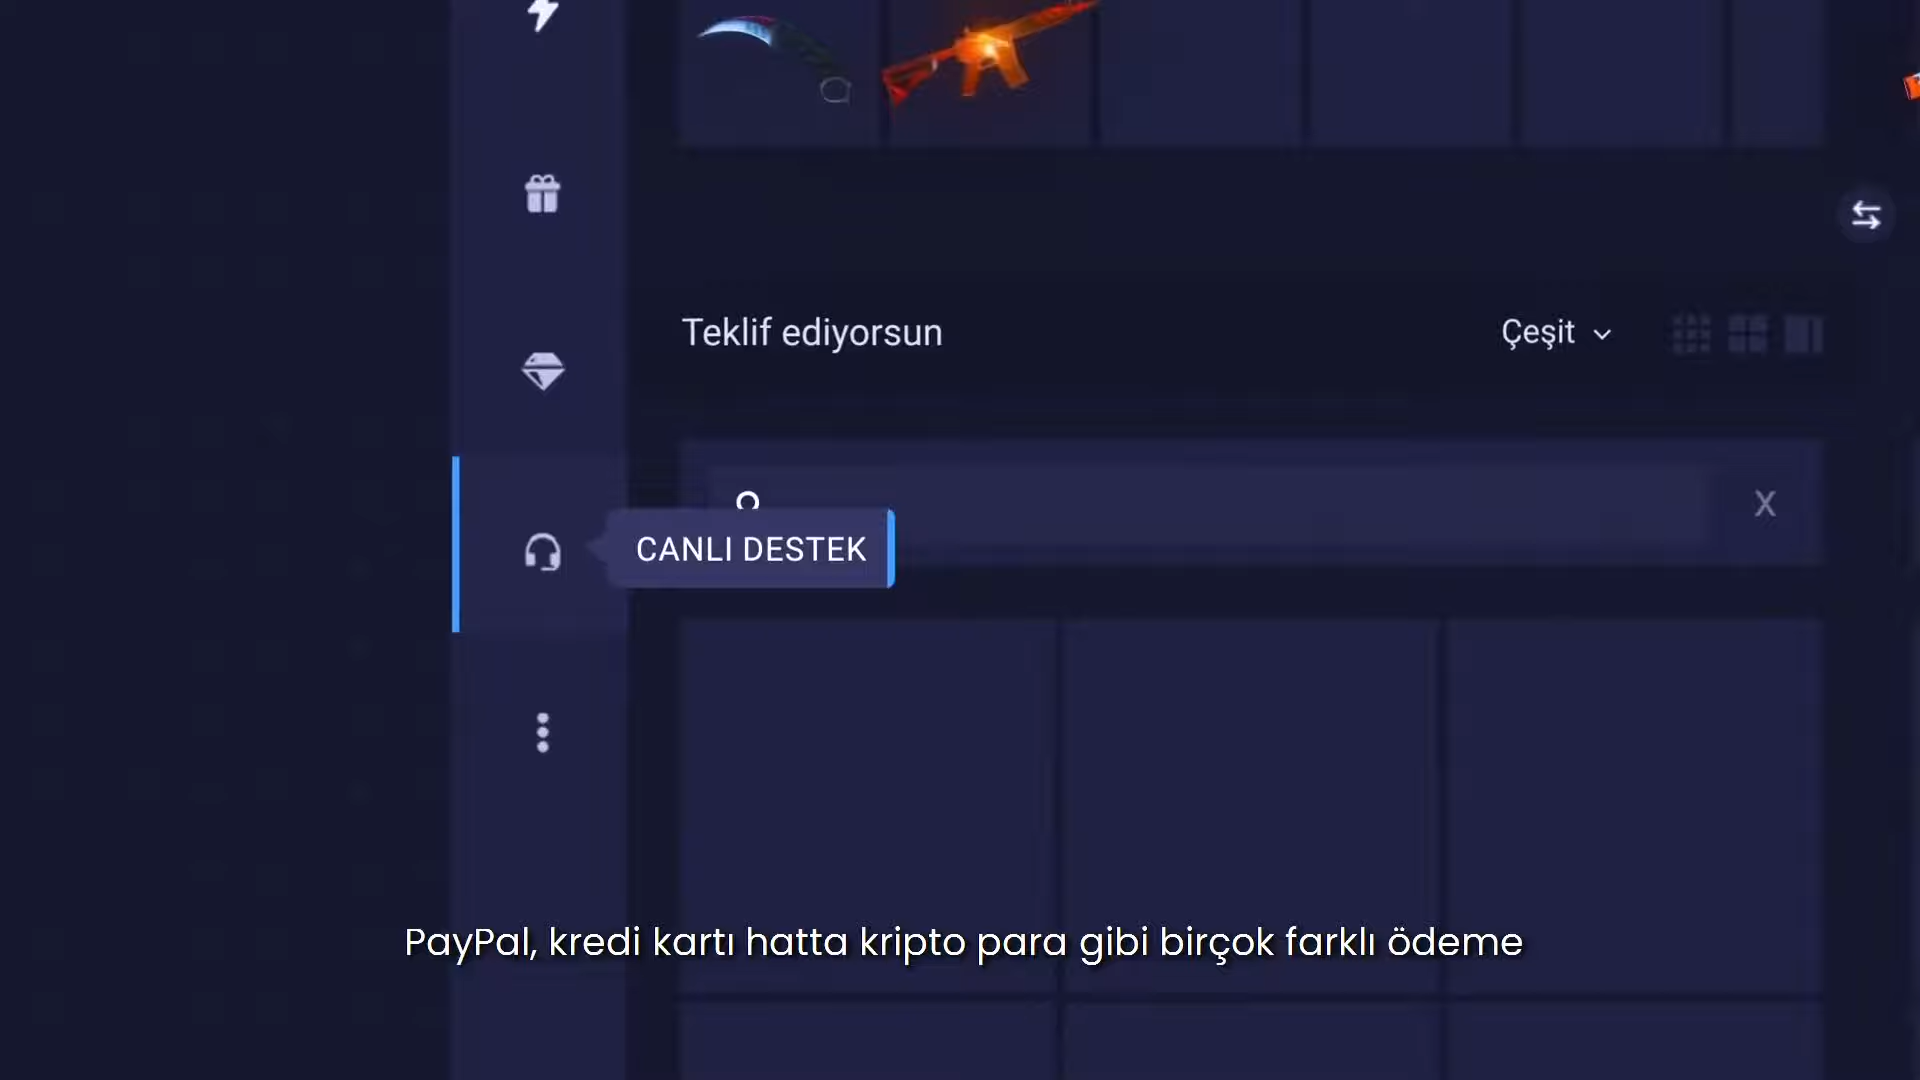 Teklif ediyorsun
Çeşit
X
CANLI DESTEK
PayPal, kredi kartı hatta kripto para gibi birçok farklı ödeme